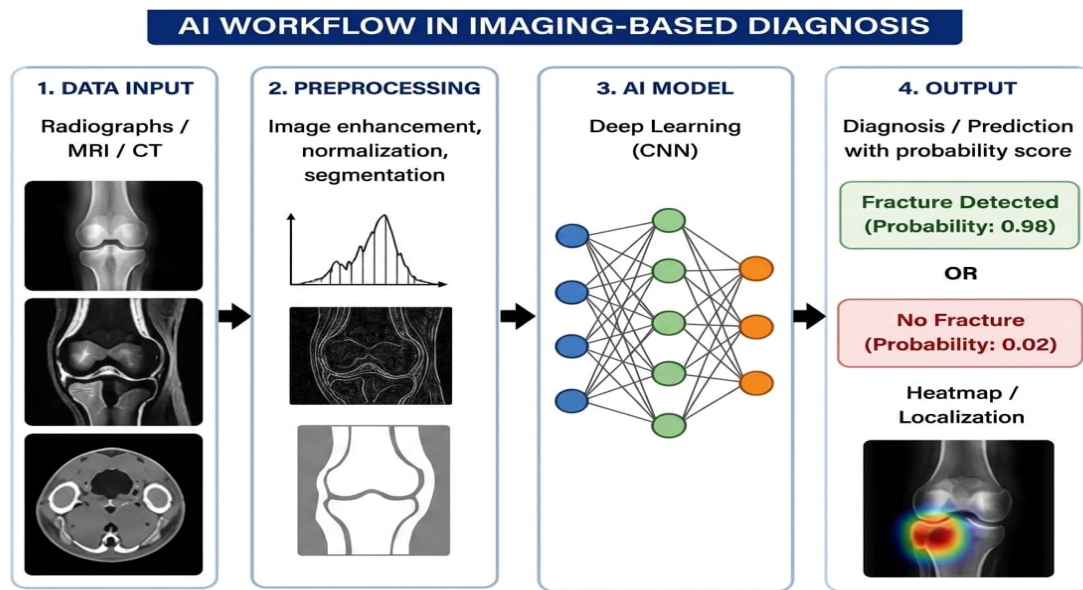 AI WORKFLOW IN IMAGING-BASED DIAGNOSIS
1. DATA INPUT
Radiographs /
MRI / CT
2. PREPROCESSING
Image enhancement,
normalization,
segmentation
3. AI MODEL
Deep Learning
(CNN)
4. OUTPUT
Diagnosis / Prediction
with probability score
Fracture Detected
(Probability: 0.98)
OR
No Fracture
(Probability: 0.02)
Heatmap /
Localization